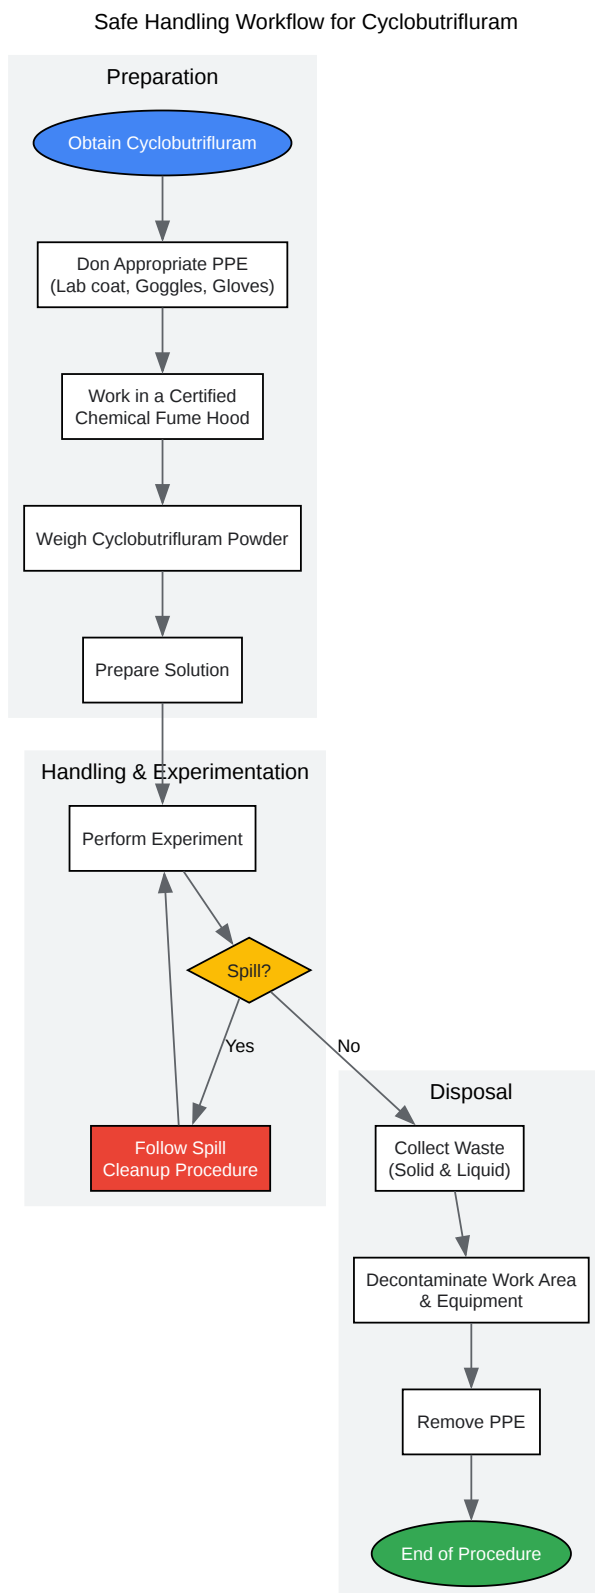 Safe Handling Workflow for Cyclobutrifluram
Preparation
Obtain Cyclobutrifluram
Don Appropriate PPE
(Lab coat, Goggles, Gloves)
Work in a Certified
Chemical Fume Hood
Weigh Cyclobutrifluram Powder
Prepare Solution
Handling & Experimentation
Perform Experiment
Spill?
Yes
No
Follow Spill
Cleanup Procedure
Disposal
Collect Waste
(Solid & Liquid)
Decontaminate Work Area
& Equipment
Remove PPE
End of Procedure